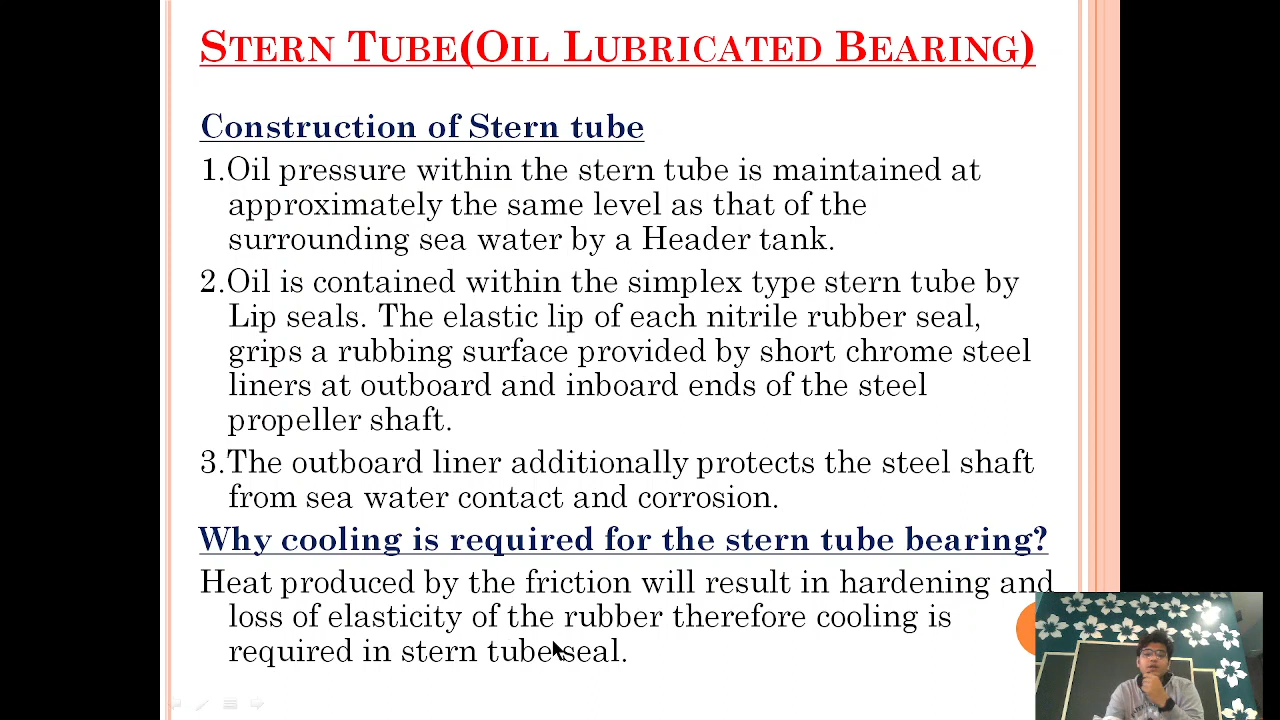 STERN TUBE(OIL LUBRICATED BEARING)
Construction of Stern tube
1.Oil pressure within the stern tube is maintained at
approximately the same level as that of the
surrounding sea water by a Header tank.
2.Oil is contained within the simplex type stern tube by
Lip seals. The elastic lip of each nitrile rubber seal,
grips a rubbing surface provided by short chrome steel
liners at outboard and inboard ends of the steel
propeller shaft.
3.The outboard liner additionally protects the steel shaft
from sea water contact and corrosion.
Why cooling is required for the stern tube bearing?
Heat produced by the friction will result in hardening and
loss of elasticity of the rubber therefore cooling is
required in stern tube seal.